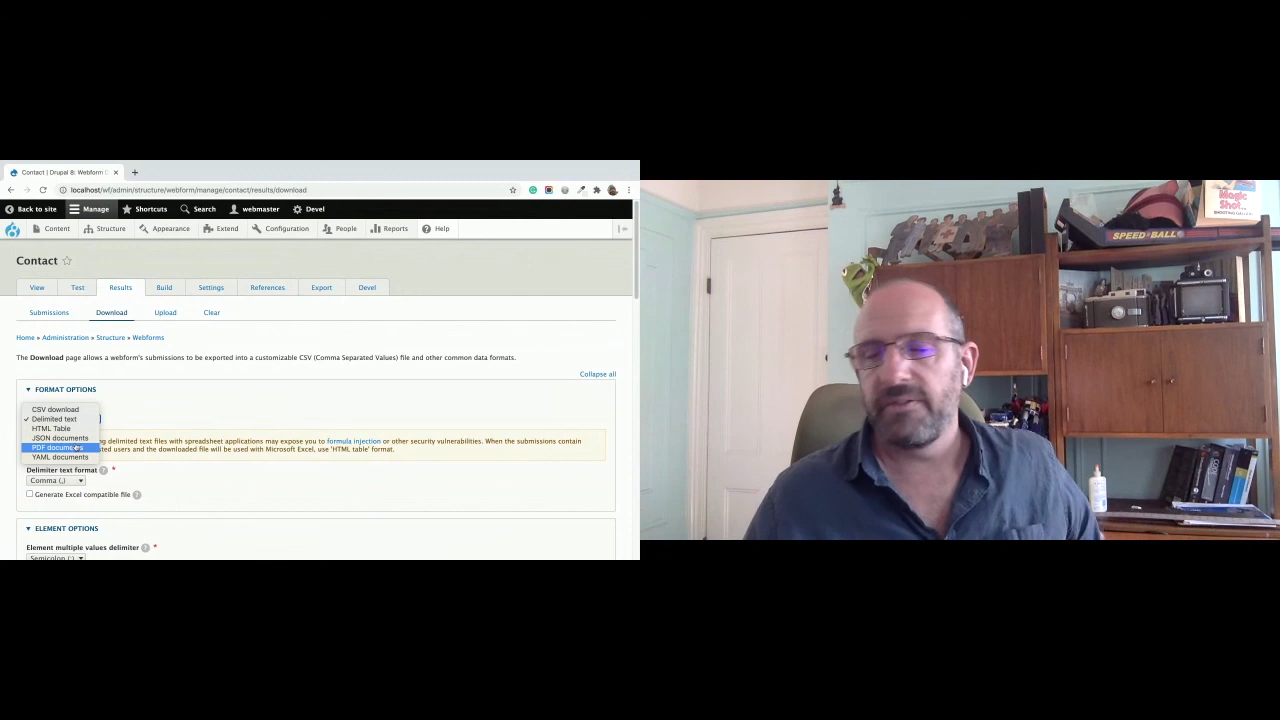 Contact | Drupal 8: Webform
localhost/wf/admin/structure/webform/manage/contact/results/download
Back to site Manage Shortcuts Search webmaster Devel
Content Structure Appearance Extend Configuration People Reports Help
Contact
View Test Results Build Settings References Export Devel
Submissions Download Upload Clear
Home » Administration » Structure » Webforms
The Download page allows a webform's submissions to be exported into a customizable CSV (Comma Separated Values) file and other common data formats.
Collapse all
FORMAT OPTIONS
CSV download
Delimited text
HTML Table
JSON documents
PDF documents
YAML documents
delimited text files with spreadsheet applications may expose you to formula injection or other security vulnerabilities. When the submissions contain
users and the downloaded file will be used with Microsoft Excel, use 'HTML table' format.
Delimiter text format ? *
Comma (,)
Generate Excel compatible file ?
ELEMENT OPTIONS
Element multiple values delimiter ? *
Semicolon (;)
Magic
Shot..
SHOOTING GALLERY
SPEED BALL